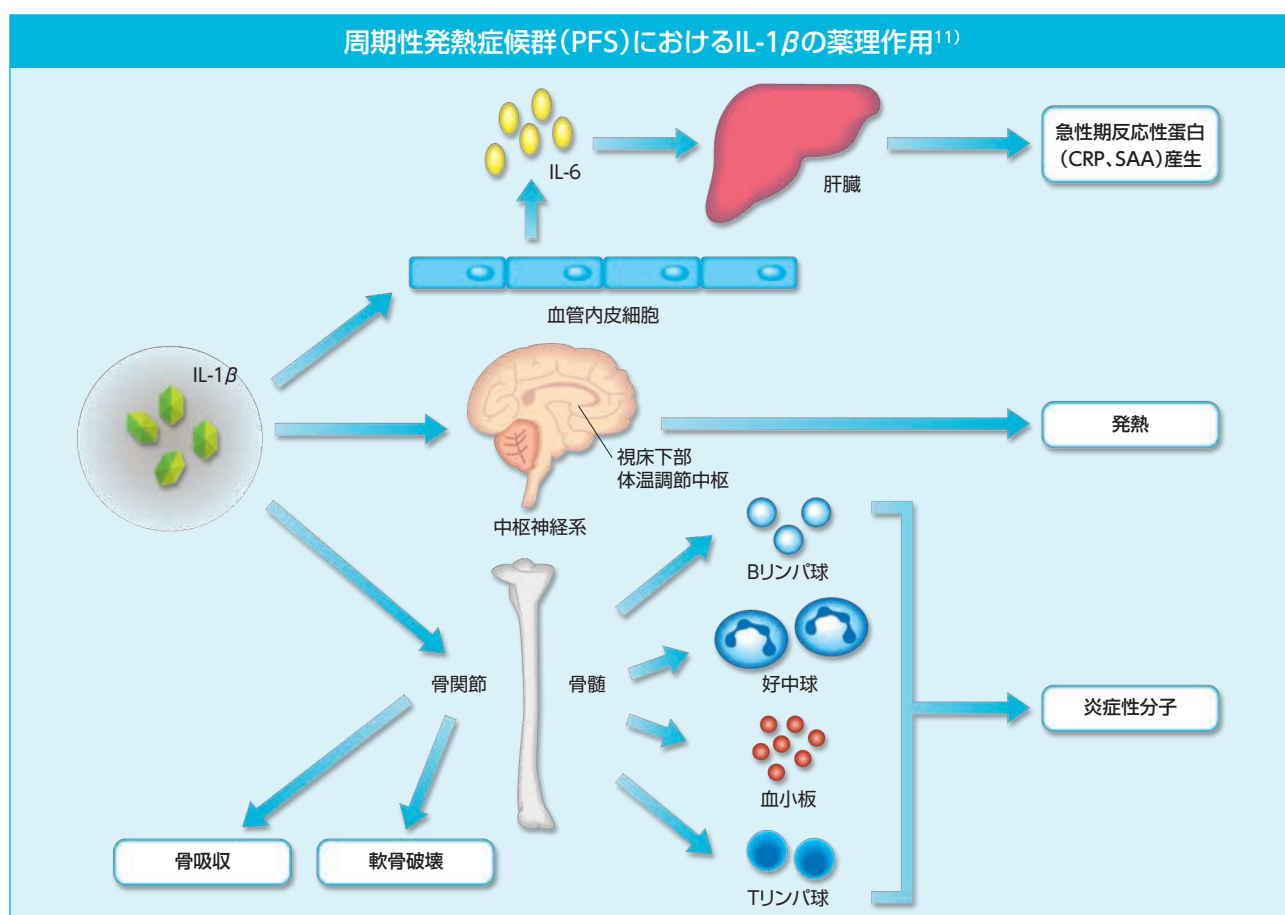 周期性発熱症候群(PFS)におけるIL-1βの薬理作用11)
急性期反応性蛋白
(CRP、SAA)産生
IL-6
肝臓
血管内皮細胞
IL-1β
発熱
視床下部
体温調節中枢
中枢神経系
Bリンパ球
骨関節
骨髄
好中球
炎症性分子
血小板
骨吸収
軟骨破壊
Tリンパ球